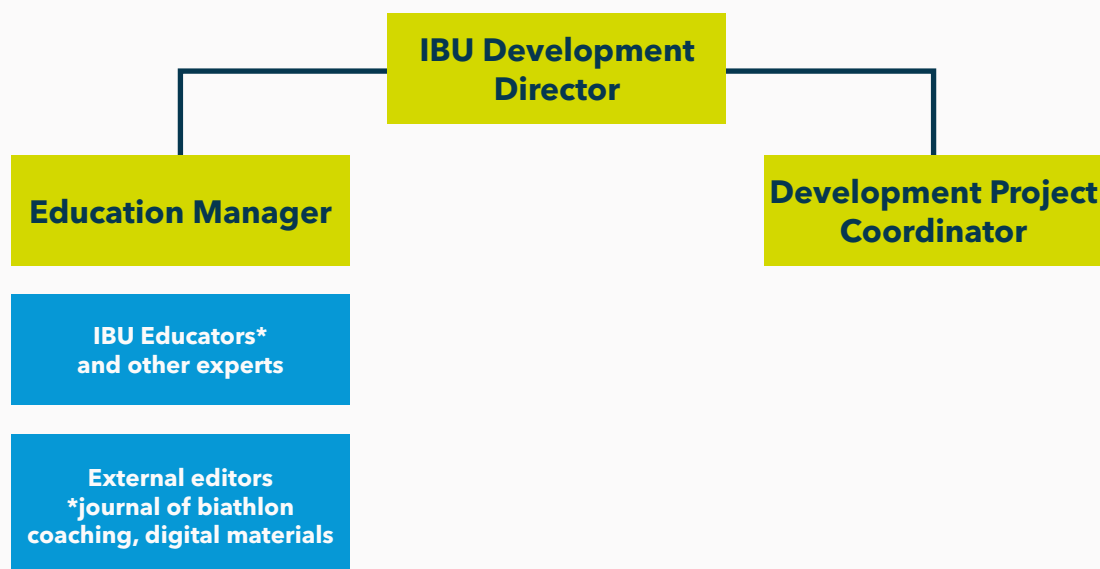 IBU Development
Director
Education Manager
Development Project
Coordinator
IBU Educators*
and other experts
External editors
*journal of biathlon
coaching, digital materials